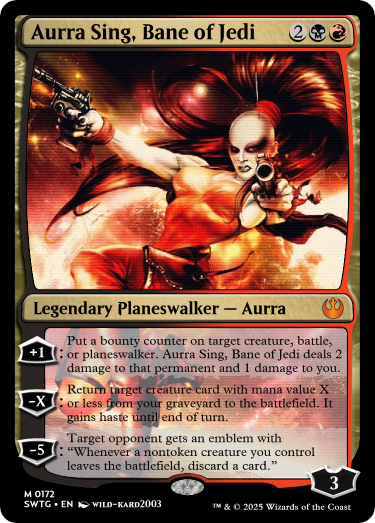 Aurra Sing, Bane of Jedi 2
+1: Put a bounty counter on target creature, battle,
or planeswalker. Aurra Sing, Bane of Jedi deals 2
damage to that permanent and 1 damage to you.
-X: Return target creature card with mana value X
or less from your graveyard to the battlefield. It
gains haste until end of turn.
-5: Target opponent gets an emblem with
“Whenever a nontoken creature you control
leaves the battlefield, discard a card.”
Legendary Planeswalker — Aurra
3
M 0172
SWTG • EN WILD-KARD2003
™ & © 2025 Wizards of the Coast